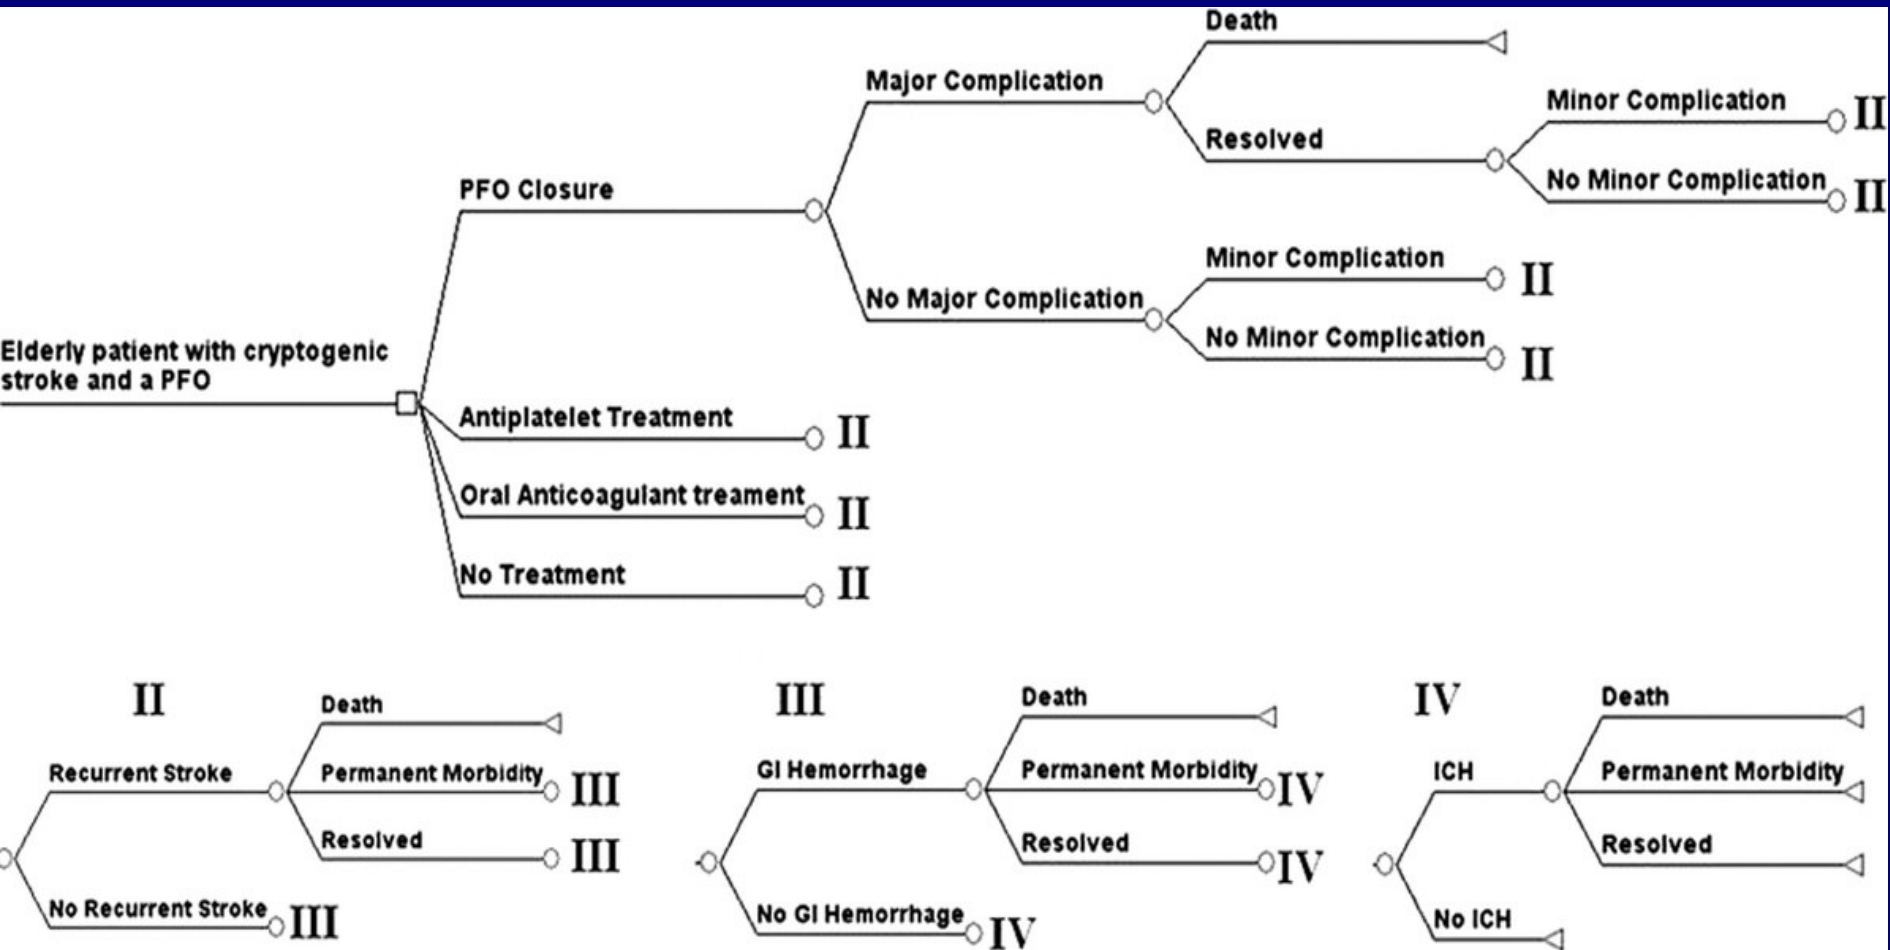 Death
Major Complication
Minor Complication II
Resolved
No Minor Complication II
PFO Closure
Minor Complication II
No Major Complication
No Minor Complication II
Elderly patient with cryptogenic
stroke and a PFO
Antiplatelet Treatment II
Oral Anticoagulant treament II
No Treatment II
II
Death
Recurrent Stroke
Permanent Morbidity III
Resolved III
No Recurrent Stroke III
III
Death
GI Hemorrhage
Permanent Morbidity IV
Resolved IV
No GI Hemorrhage IV
IV
Death
ICH
Permanent Morbidity
Resolved
No ICH